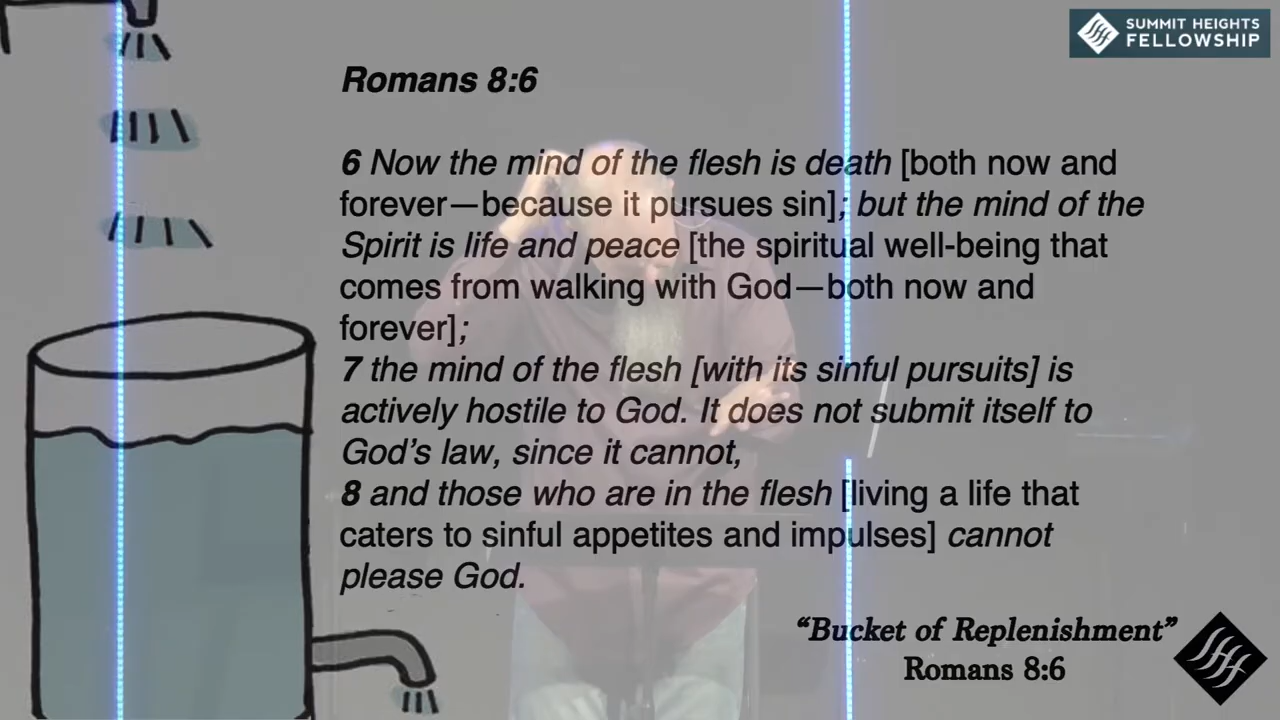 SUMMIT HEIGHTS
FELLOWSHIP
Romans 8:6
6 Now the mind of the flesh is death [both now and
forever—because it pursues sin]; but the mind of the
Spirit is life and peace [the spiritual well-being that
comes from walking with God—both now and
forever];
7 the mind of the flesh [with its sinful pursuits] is
actively hostile to God. It does not submit itself to
God’s law, since it cannot,
8 and those who are in the flesh [living a life that
caters to sinful appetites and impulses] cannot
please God.
“Bucket of Replenishment”
Romans 8:6